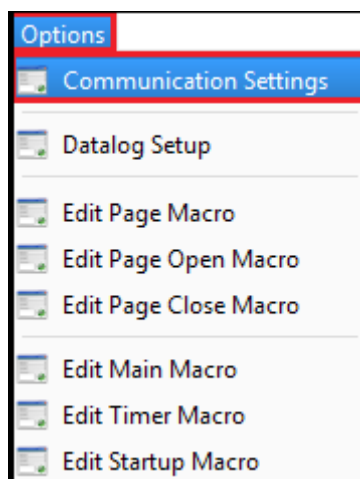 Options
Communication Settings
Datalog Setup
Edit Page Macro
Edit Page Open Macro
Edit Page Close Macro
Edit Main Macro
Edit Timer Macro
Edit Startup Macro